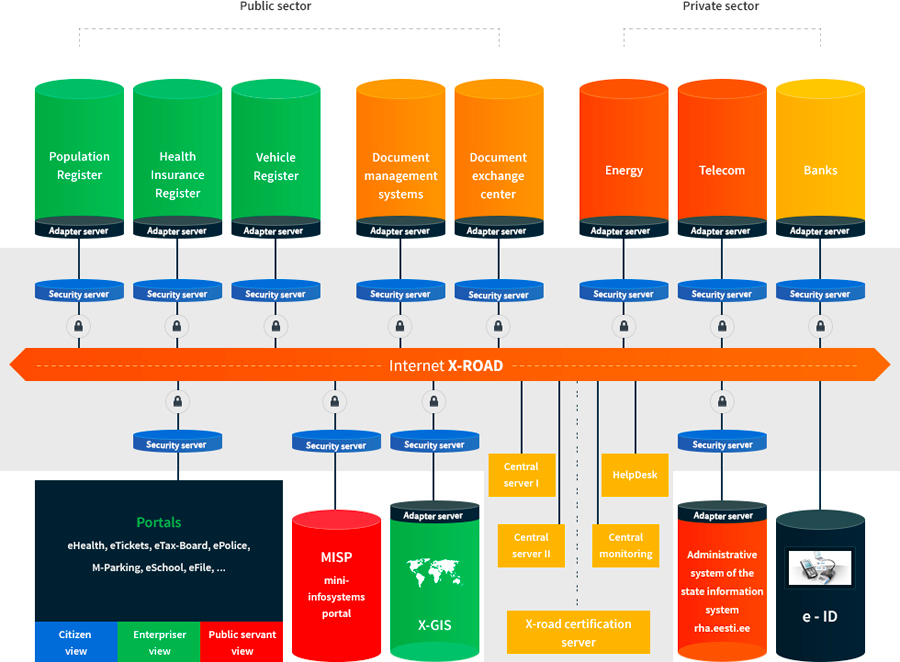 Public sector
Private sector
Population
Register
Health
Insurance
Register
Vehicle
Register
Document
management
systems
Document
exchange
center
Energy
Telecom
Banks
Adapter server
Adapter server
Adapter server
Adapter server
Adapter server
Adapter server
Adapter server
Adapter server
Security server
Security server
Security server
Security server
Security server
Security server
Security server
Security server
Internet X-ROAD
Security server
Security server
Security server
Security server
Central
server I
HelpDesk
Central
server II
Central
monitoring
X-road certification
server
Portals
eHealth, eTickets, eTax-Board, ePolice,
M-Parking, eSchool, eFile, ...
Citizen
view
Enterpriser
view
Public servant
view
MISP
mini-
infosystems
portal
Adapter server
X-GIS
Adapter server
Administrative
system of the
state information
system
rha.eesti.ee
e - ID